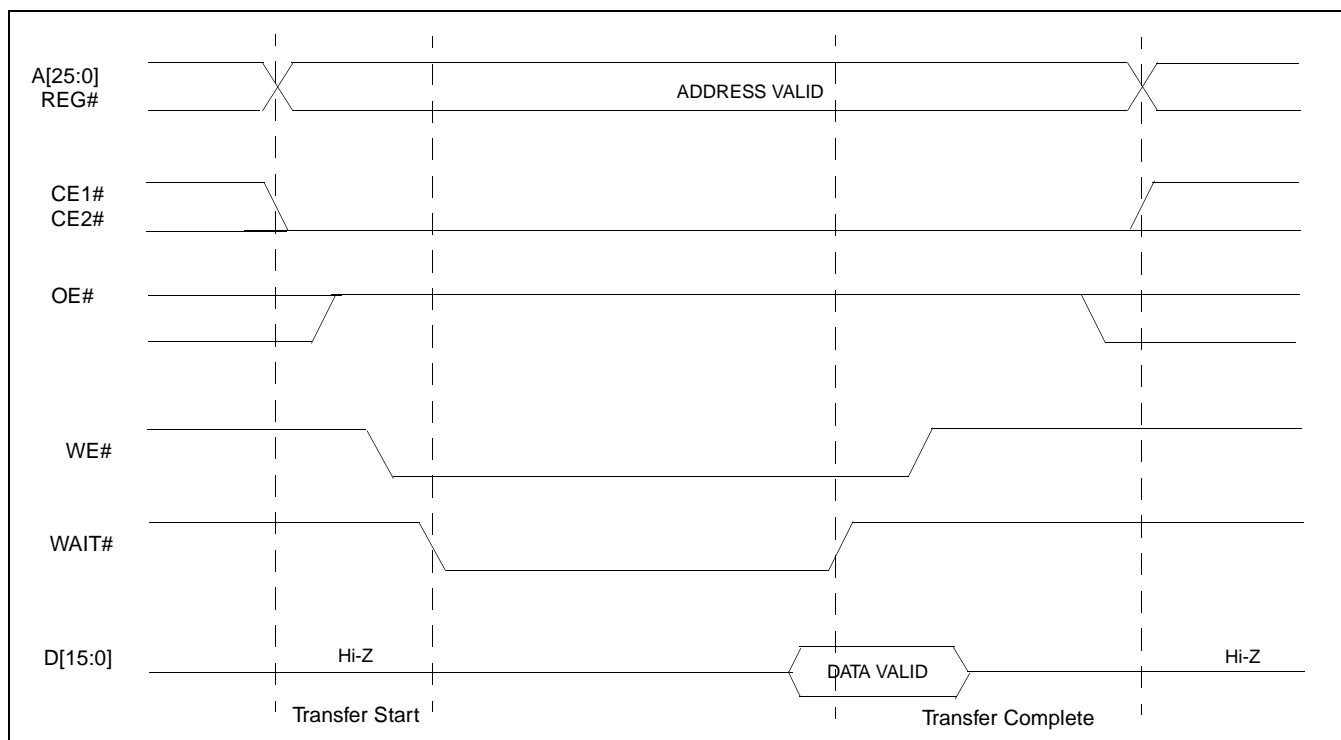 A[25:0]
REG#
ADDRESS VALID
CE1#
CE2#
OE#
WE#
WAIT#
D[15:0]
Hi-Z
DATA VALID
Hi-Z
Transfer Start
Transfer Complete